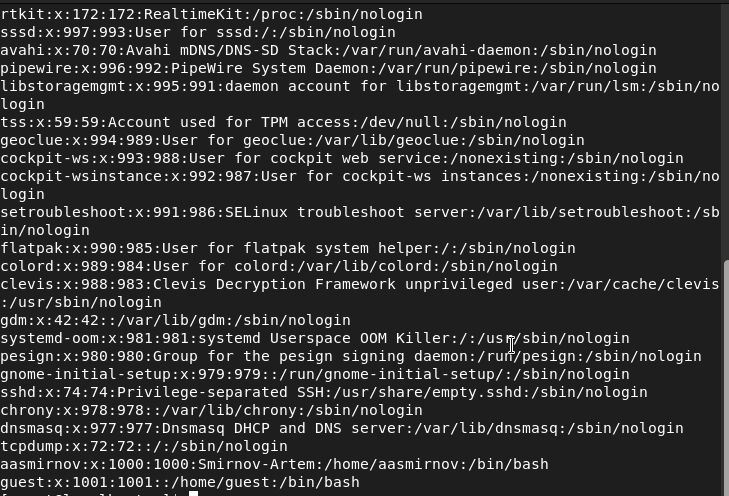 rtkit:x:172:172:RealtimeKit:/proc:/sbin/nologin
sssd:x:997:993:User for sssd:/:/sbin/nologin
avahi:x:70:70:Avahi mDNS/DNS-SD Stack:/var/run/avahi-daemon:/sbin/nologin
pipewire:x:996:992:PipeWire System Daemon:/var/run/pipewire:/sbin/nologin
libstoragemgmt:x:995:991:daemon account for libstoragemgmt:/var/run/lsm:/sbin/no
login
tss:x:59:59:Account used for TPM access:/dev/null:/sbin/nologin
geoclue:x:994:989:User for geoclue:/var/lib/geoclue:/sbin/nologin
cockpit-ws:x:993:988:User for cockpit web service:/nonexisting:/sbin/nologin
cockpit-wsinstance:x:992:987:User for cockpit-ws instances:/nonexisting:/sbin/no
login
setroubleshoot:x:991:986:SELinux troubleshoot server:/var/lib/setroubleshoot:/sb
in/nologin
flatpak:x:990:985:User for flatpak system helper:/:/sbin/nologin
colord:x:989:984:User for colord:/var/lib/colord:/sbin/nologin
clevis:x:988:983:Clevis Decryption Framework unprivileged user:/var/cache/clevis
:/usr/sbin/nologin
gdm:x:42:42::/var/lib/gdm:/sbin/nologin
systemd-oom:x:981:981:systemd Userspace OOM Killer:/:/usr/sbin/nologin
pesign:x:980:980:Group for the pesign signing daemon:/run/pesign:/sbin/nologin
gnome-initial-setup:x:979:979::/run/gnome-initial-setup/:/sbin/nologin
sshd:x:74:74:Privilege-separated SSH:/usr/share/empty.sshd:/sbin/nologin
chrony:x:978:978::/var/lib/chrony:/sbin/nologin
dnsmasq:x:977:977:Dnsmasq DHCP and DNS server:/var/lib/dnsmasq:/sbin/nologin
tcpdump:x:72:72::/:/sbin/nologin
aasmirnov:x:1000:1000:Smirnov-Artem:/home/aasmirnov:/bin/bash
guest:x:1001:1001::/home/guest:/bin/bash